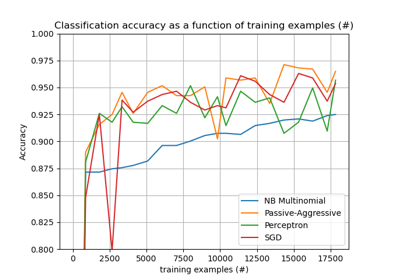 Classification accuracy as a function of training examples (#)
1.000
0.975
0.950
0.925
0.900
0.875
0.850
0.825
0.800
Accuracy
NB Multinomial
Passive-Aggressive
Perceptron
SGD
0 2500 5000 7500 10000 12500 15000 17500
training examples (#)